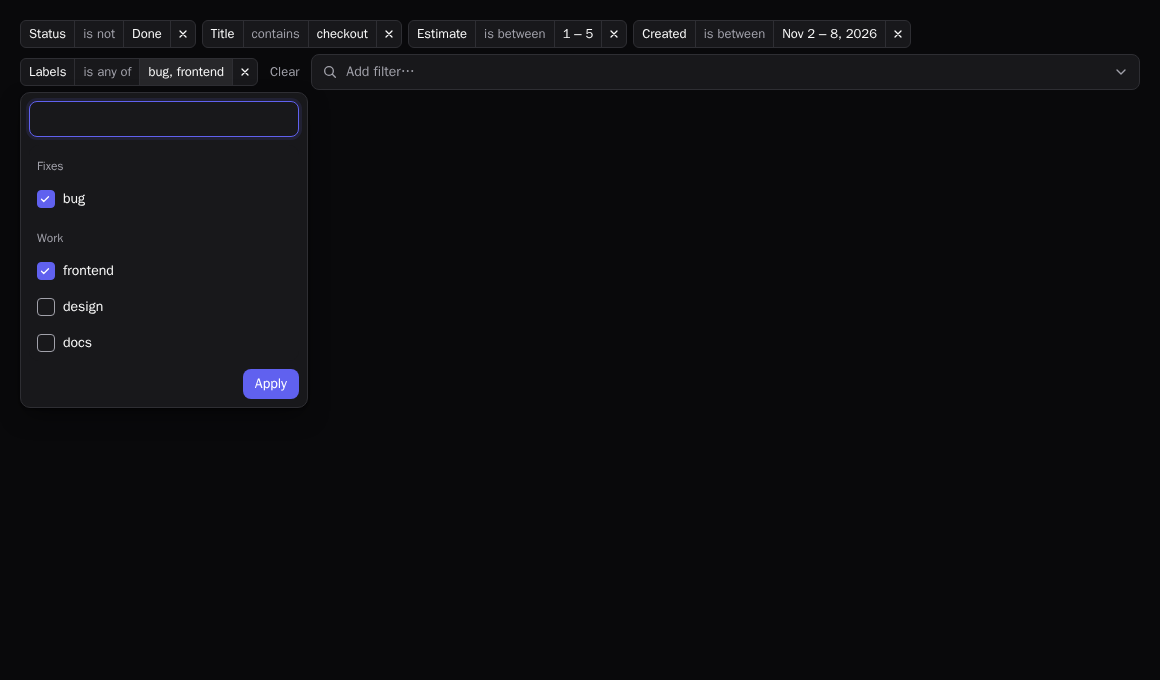 Status is not Done Title contains checkout Estimate is between 1 – 5 Created is between Nov 2 – 8, 2026
Labels is any of bug, frontend Clear Add filter⋯
Fixes
bug
Work
frontend
design
docs
Apply